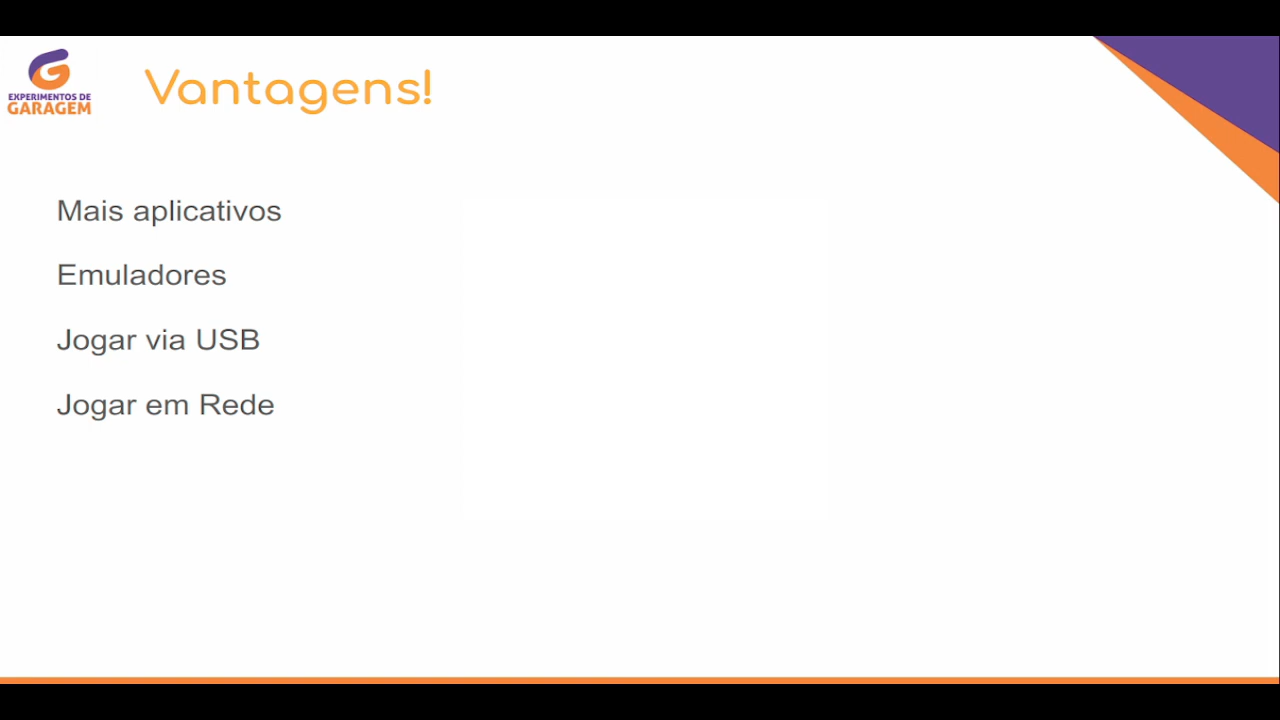 EXPERIMENTOS DE
GARAGEM
Vantagens!
Mais aplicativos
Emuladores
Jogar via USB
Jogar em Rede